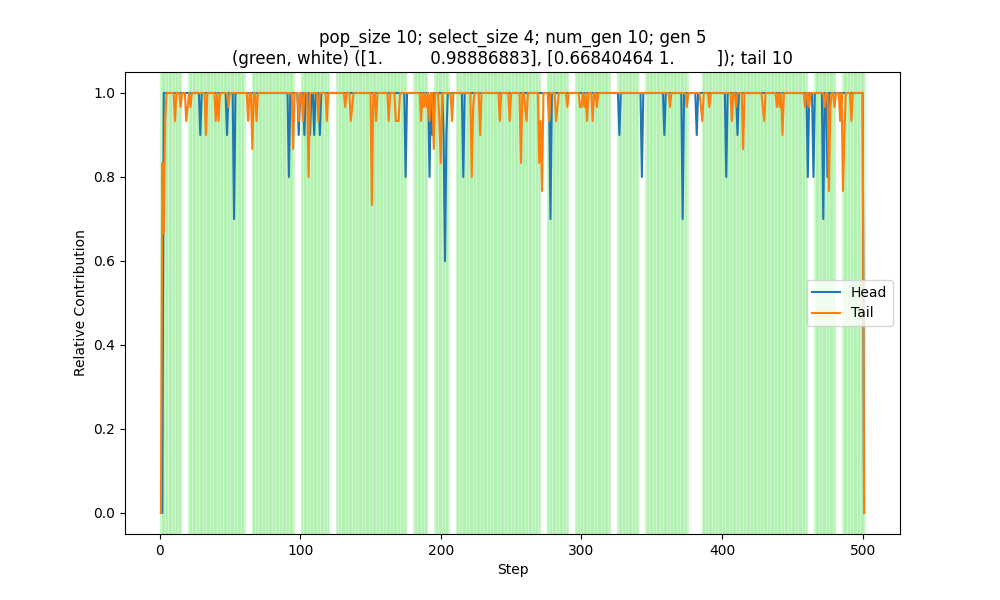 pop_size 10; select_size 4; num_gen 10; gen 5
(green, white) ([1.          0.98886883], [0.66840464 1.          ]); tail 10
Relative Contribution
1.0
0.8
0.6
0.4
0.2
0.0
Head
Tail
0
100
200
300
400
500
Step